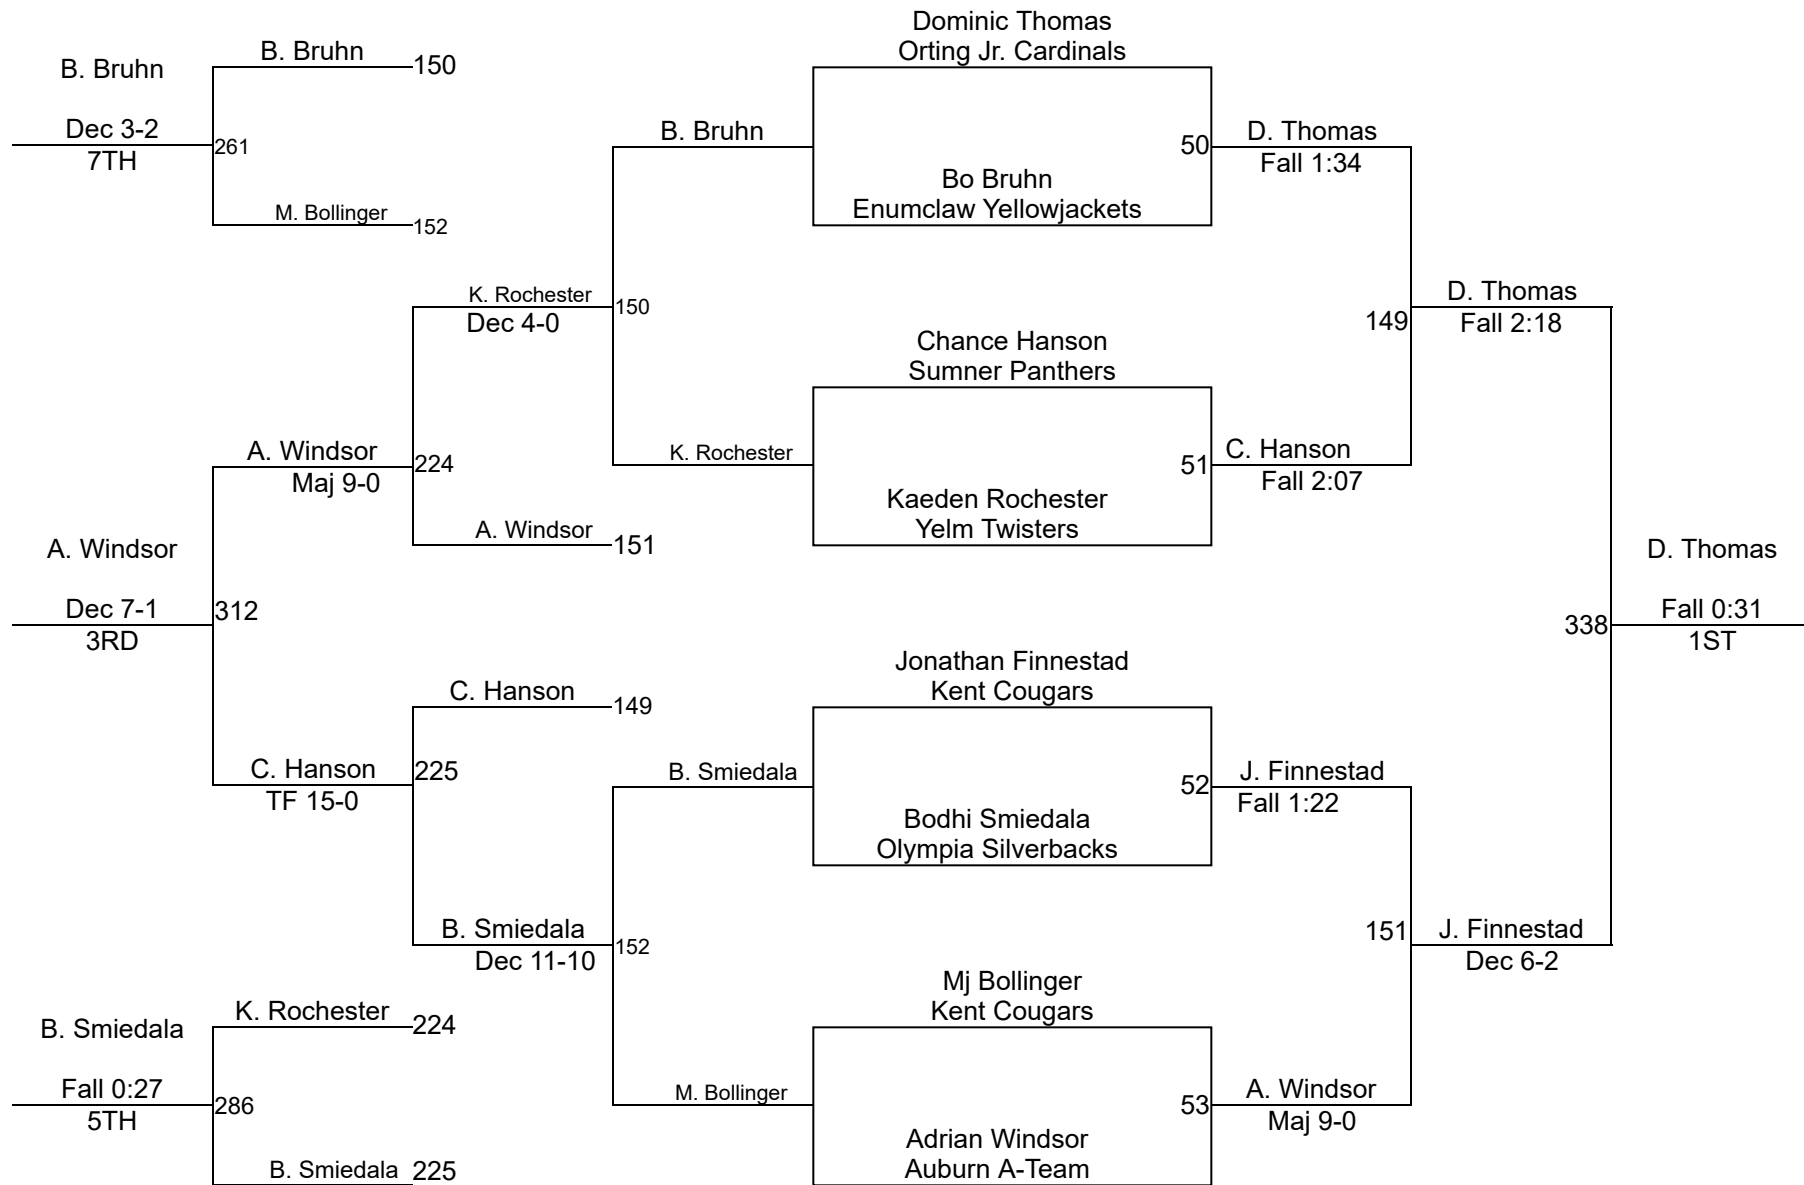 Dominic Thomas
Orting Jr. Cardinals
B. Bruhn
B. Bruhn
150
Dec 3-2
7TH
261
B. Bruhn
50
D. Thomas
Fall 1:34
Bo Bruhn
Enumclaw Yellowjackets
M. Bollinger
152
K. Rochester
Dec 4-0
150
149
D. Thomas
Fall 2:18
Chance Hanson
Sumner Panthers
A. Windsor
Maj 9-0
224
K. Rochester
51
C. Hanson
Fall 2:07
Kaeden Rochester
Yelm Twisters
A. Windsor
151
A. Windsor
Dec 7-1
3RD
312
D. Thomas
338
Fall 0:31
1ST
Jonathan Finnestad
Kent Cougars
C. Hanson
149
C. Hanson
TF 15-0
225
B. Smiedala
52
J. Finnestad
Fall 1:22
Bodhi Smiedala
Olympia Silverbacks
B. Smiedala
Dec 11-10
152
151
J. Finnestad
Dec 6-2
Mj Bollinger
Kent Cougars
B. Smiedala
K. Rochester
224
Fall 0:27
5TH
286
M. Bollinger
53
A. Windsor
Maj 9-0
Adrian Windsor
Auburn A-Team
B. Smiedala
225